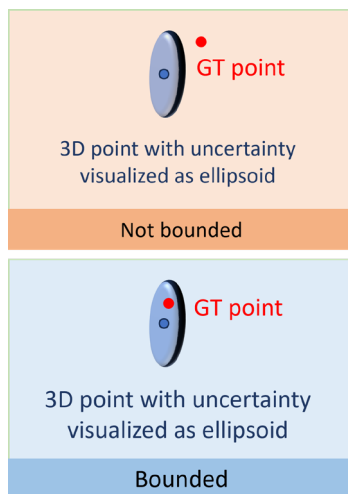 GT point
3D point with uncertainty
visualized as ellipsoid
Not bounded
GT point
3D point with uncertainty
visualized as ellipsoid
Bounded